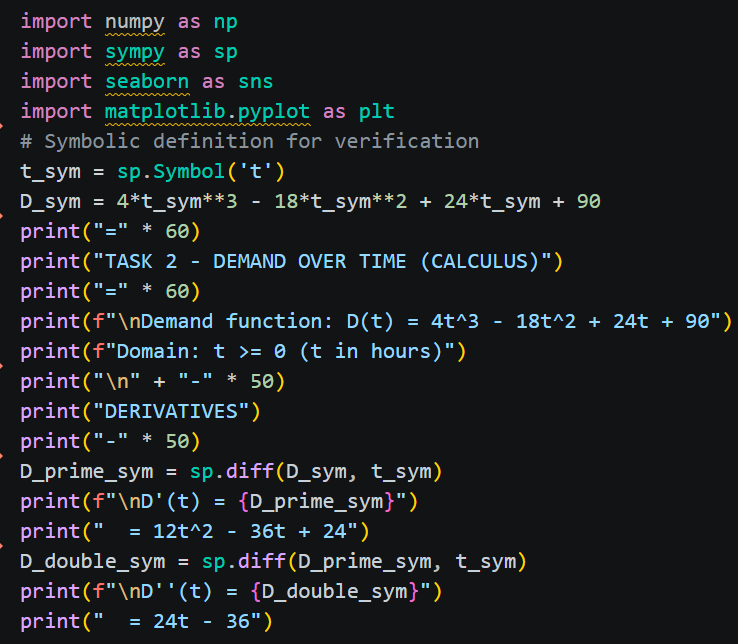 import numpy as np
import sympy as sp
import seaborn as sns
import matplotlib.pyplot as plt
# Symbolic definition for verification
t_sym = sp.Symbol('t')
D_sym = 4*t_sym**3 - 18*t_sym**2 + 24*t_sym + 90
print("=" * 60)
print("TASK 2 - DEMAND OVER TIME (CALCULUS)")
print("=" * 60)
print(f"\nDemand function: D(t) = 4t^3 - 18t^2 + 24t + 90")
print(f"Domain: t >= 0 (t in hours)")
print("\n" + "-" * 50)
print("DERIVATIVES")
print("-" * 50)
D_prime_sym = sp.diff(D_sym, t_sym)
print(f"\nD'(t) = {D_prime_sym}")
print("  = 12t^2 - 36t + 24")
D_double_sym = sp.diff(D_prime_sym, t_sym)
print(f"\nD''(t) = {D_double_sym}")
print("  = 24t - 36")